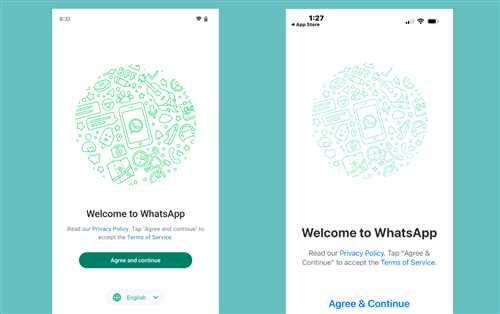 8:33
Welcome to WhatsApp
Read our Privacy Policy. Tap "Agree and continue" to
accept the Terms of Service.
Agree and continue
English
1:27
App Store
Welcome to WhatsApp
Read our Privacy Policy. Tap "Agree &
Continue" to accept the Terms of Service.
Agree & Continue